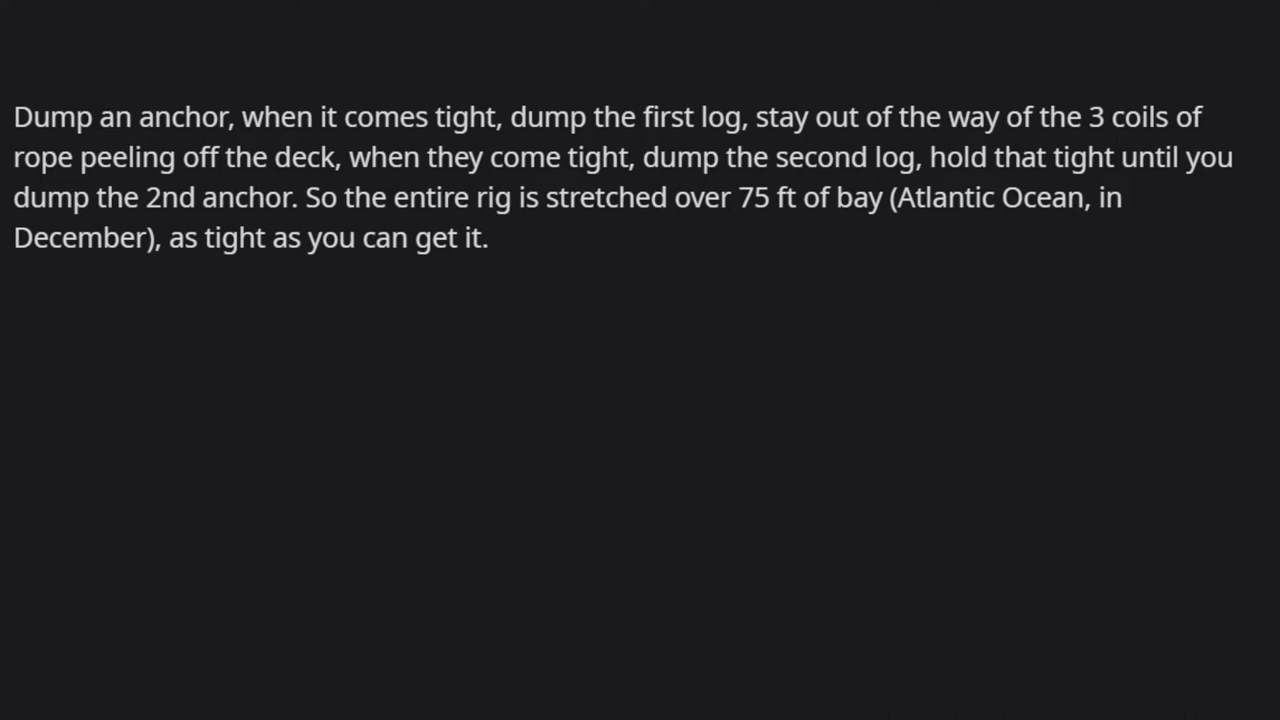 Dump an anchor, when it comes tight, dump the first log, stay out of the way of the 3 coils of
rope peeling off the deck, when they come tight, dump the second log, hold that tight until you
dump the 2nd anchor. So the entire rig is stretched over 75 ft of bay (Atlantic Ocean, in
December), as tight as you can get it.